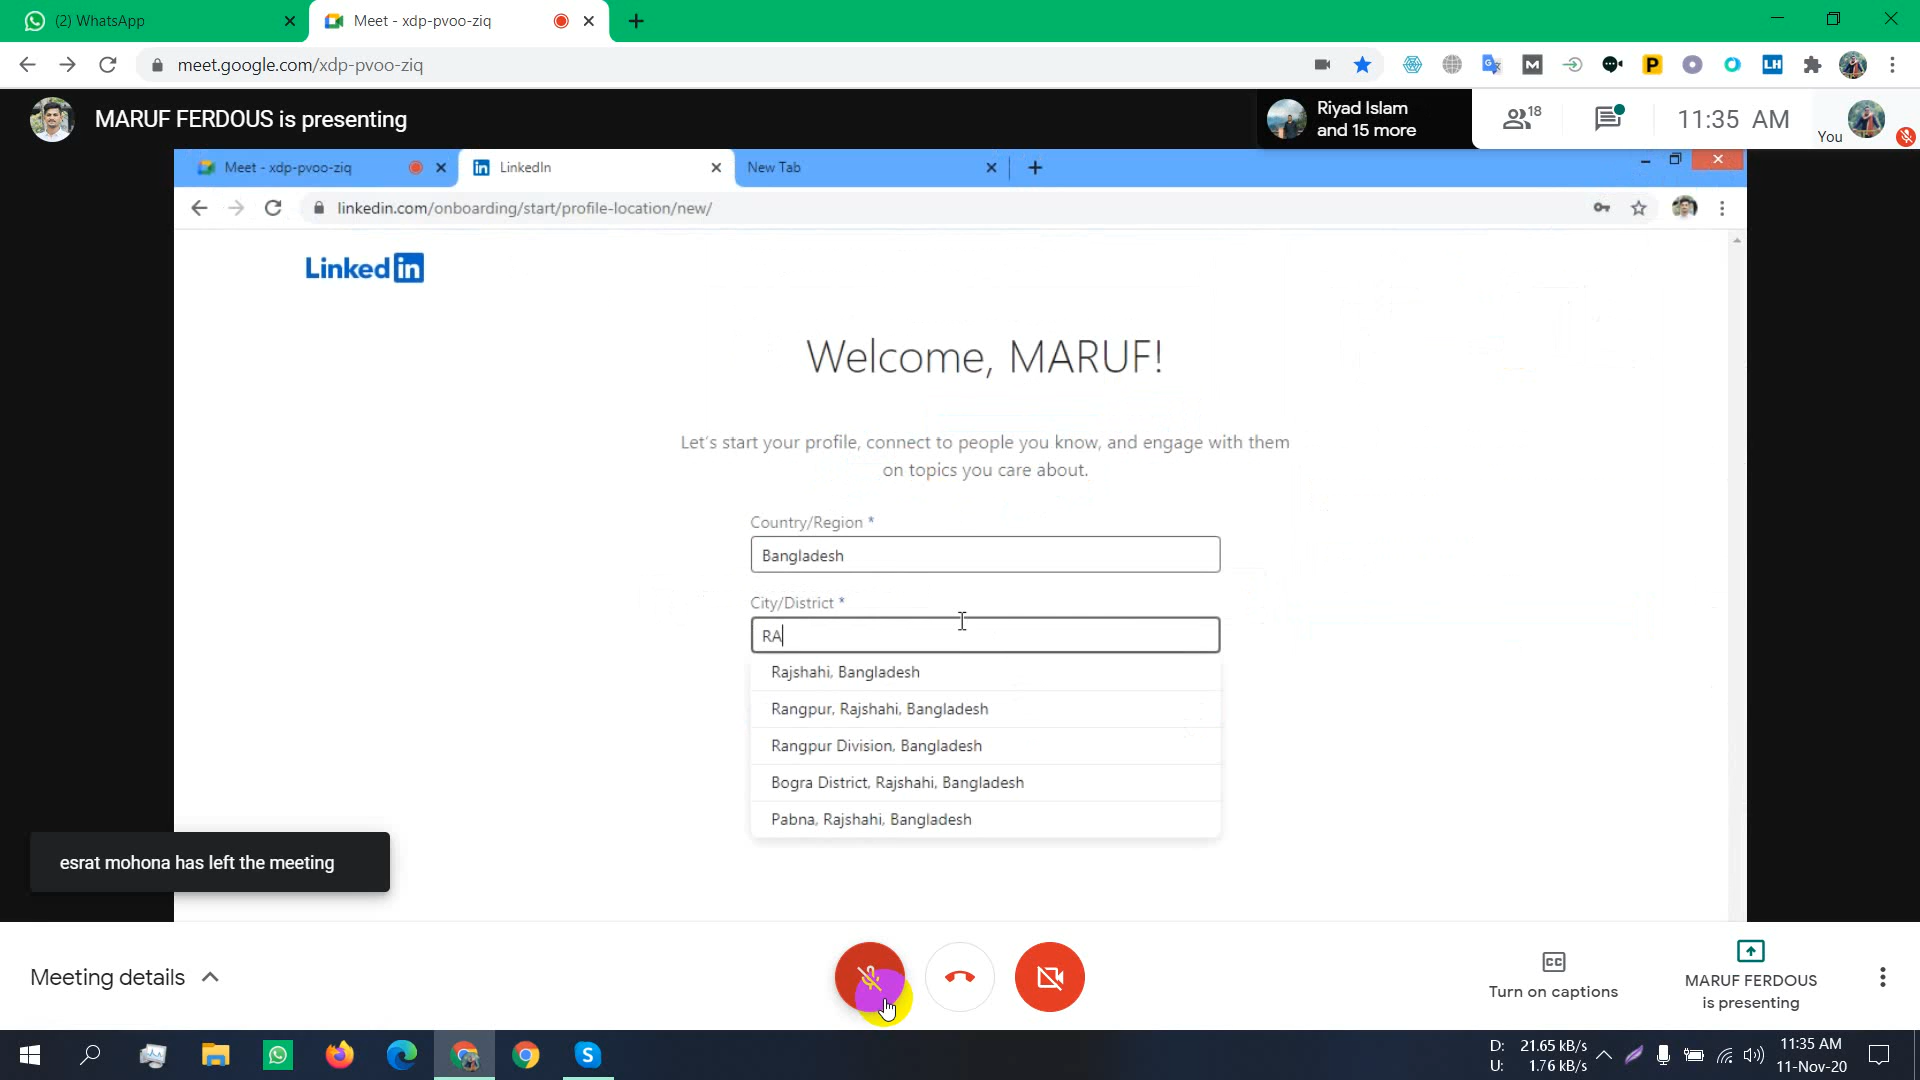 (2) WhatsApp
Meet - xdp-pvoo-ziq
meet.google.com/xdp-pvoo-ziq
MARUF FERDOUS is presenting
Riyad Islam
and 15 more
18
11:35 AM
You
Meet - xdp-pvoo-ziq
LinkedIn
New Tab
linkedin.com/onboarding/start/profile-location/new/
Linked in
Welcome, MARUF!
Let's start your profile, connect to people you know, and engage with them
on topics you care about.
Country/Region *
Bangladesh
City/District *
RA
Rajshahi, Bangladesh
Rangpur, Rajshahi, Bangladesh
Rangpur Division, Bangladesh
Bogra District, Rajshahi, Bangladesh
Pabna, Rajshahi, Bangladesh
esrat mohona has left the meeting
Meeting details
CC
Turn on captions
MARUF FERDOUS
is presenting
D: 21.65 kB/s
U: 1.76 kB/s
11:35 AM
11-Nov-20